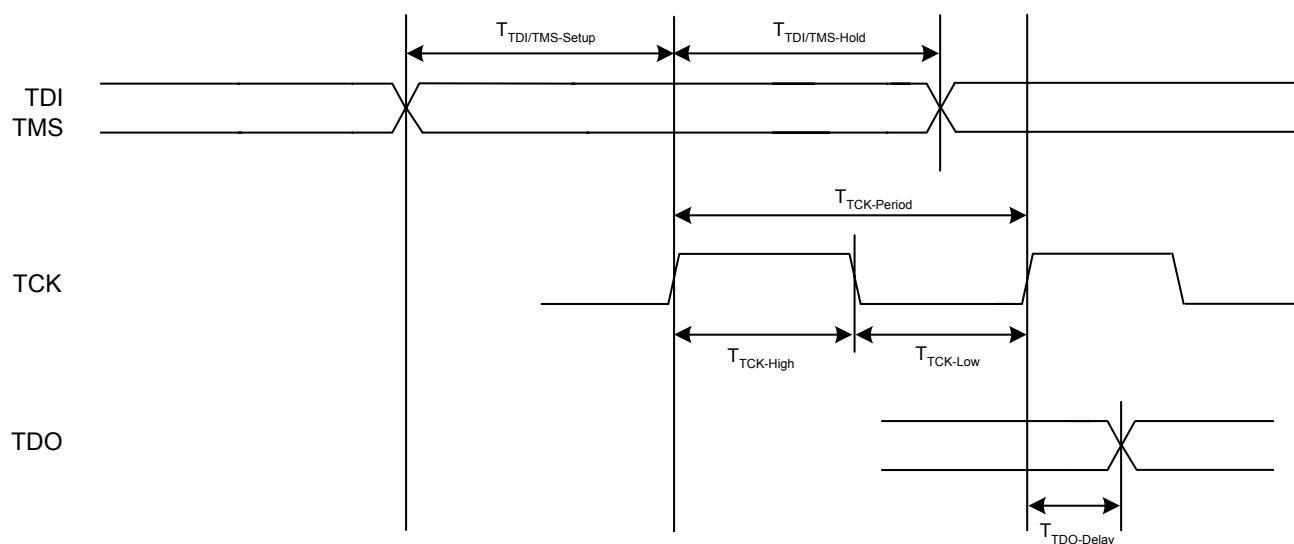 TTDI/TMS-Setup
TTDI/TMS-Hold
TDI
TMS
TTCK-Period
TCK
TTCK-High
TTCK-Low
TDO
TTDO-Delay